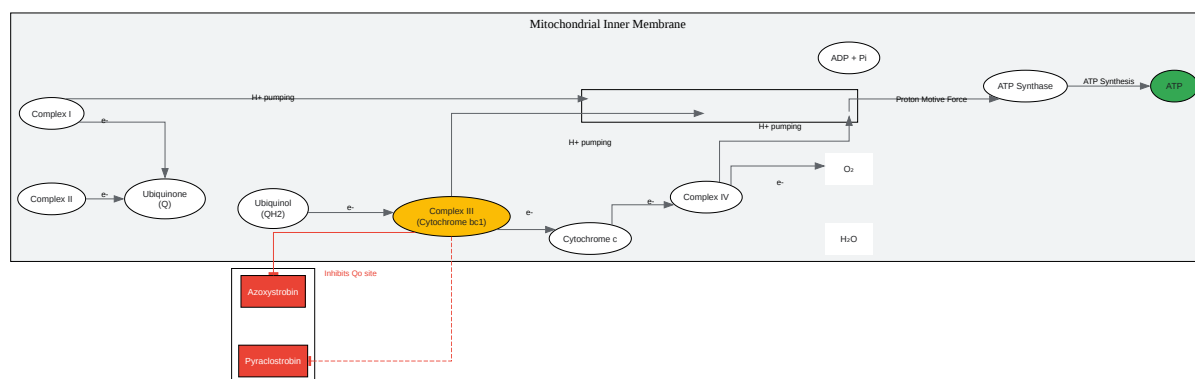 Mitochondrial Inner Membrane
ADP + Pi
ATP Synthase
ATP Synthesis
ATP
H+ pumping
Proton Motive Force
Complex I
e-
H+ pumping
H+ pumping
O₂
e-
Complex II
e-
Ubiquinone
(Q)
Ubiquinol
(QH2)
e-
Complex III
(Cytochrome bc1)
e-
Cytochrome c
e-
Complex IV
H₂O
Inhibits Qo site
Azoxystrobin
Pyraclostrobin